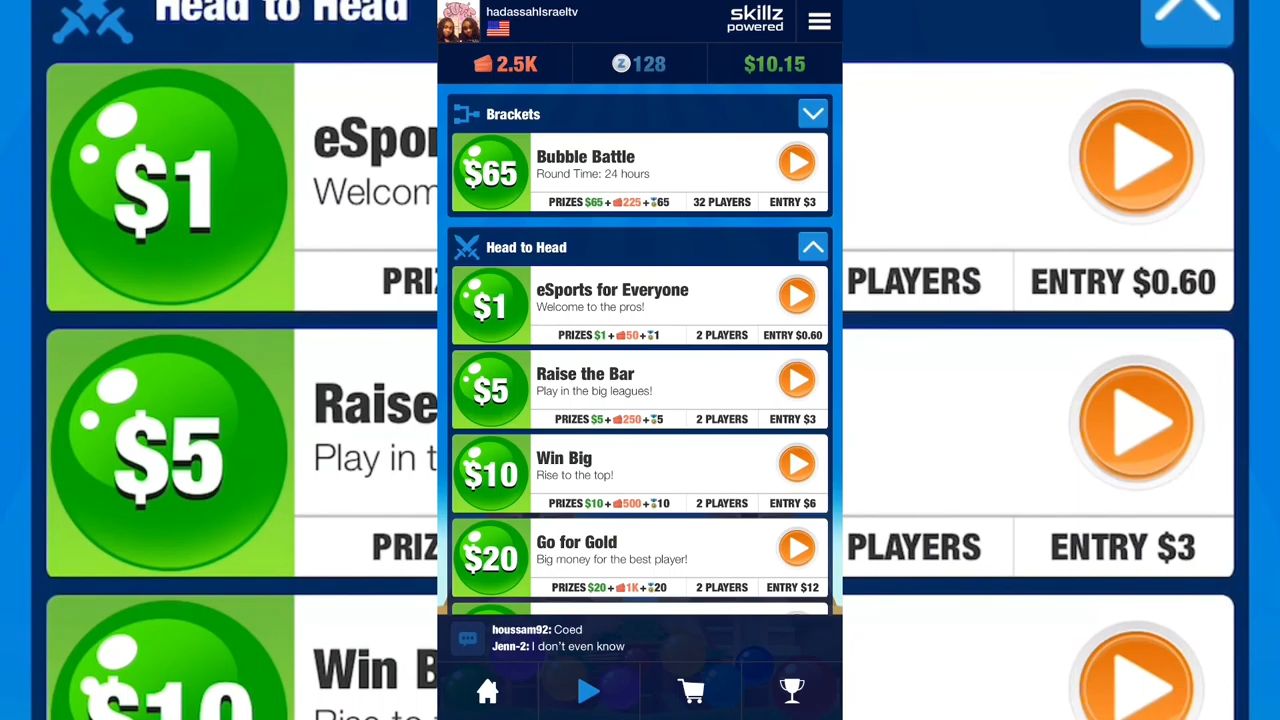 Head to Head
$1
eSpor
Welcom
PRI
PLAYERS
ENTRY $0.60
$5
Raise
Play in t
PRIZ
PLAYERS
ENTRY $3
$10
Win B
Rise to
hadassahIsraeltv
skillz
powered
2.5K
Z 128
$10.15
Brackets
$65
Bubble Battle
Round Time: 24 hours
PRIZES $65 + 225 + 65 32 PLAYERS ENTRY $3
Head to Head
$1
eSports for Everyone
Welcome to the pros!
PRIZES $1 + 50 + 1 2 PLAYERS ENTRY $0.60
$5
Raise the Bar
Play in the big leagues!
PRIZES $5 + 250 + 5 2 PLAYERS ENTRY $3
$10
Win Big
Rise to the top!
PRIZES $10 + 500 + 10 2 PLAYERS ENTRY $6
$20
Go for Gold
Big money for the best player!
PRIZES $20 + 1K + 20 2 PLAYERS ENTRY $12
houssam92: Coed
Jenn-2: I don't even know